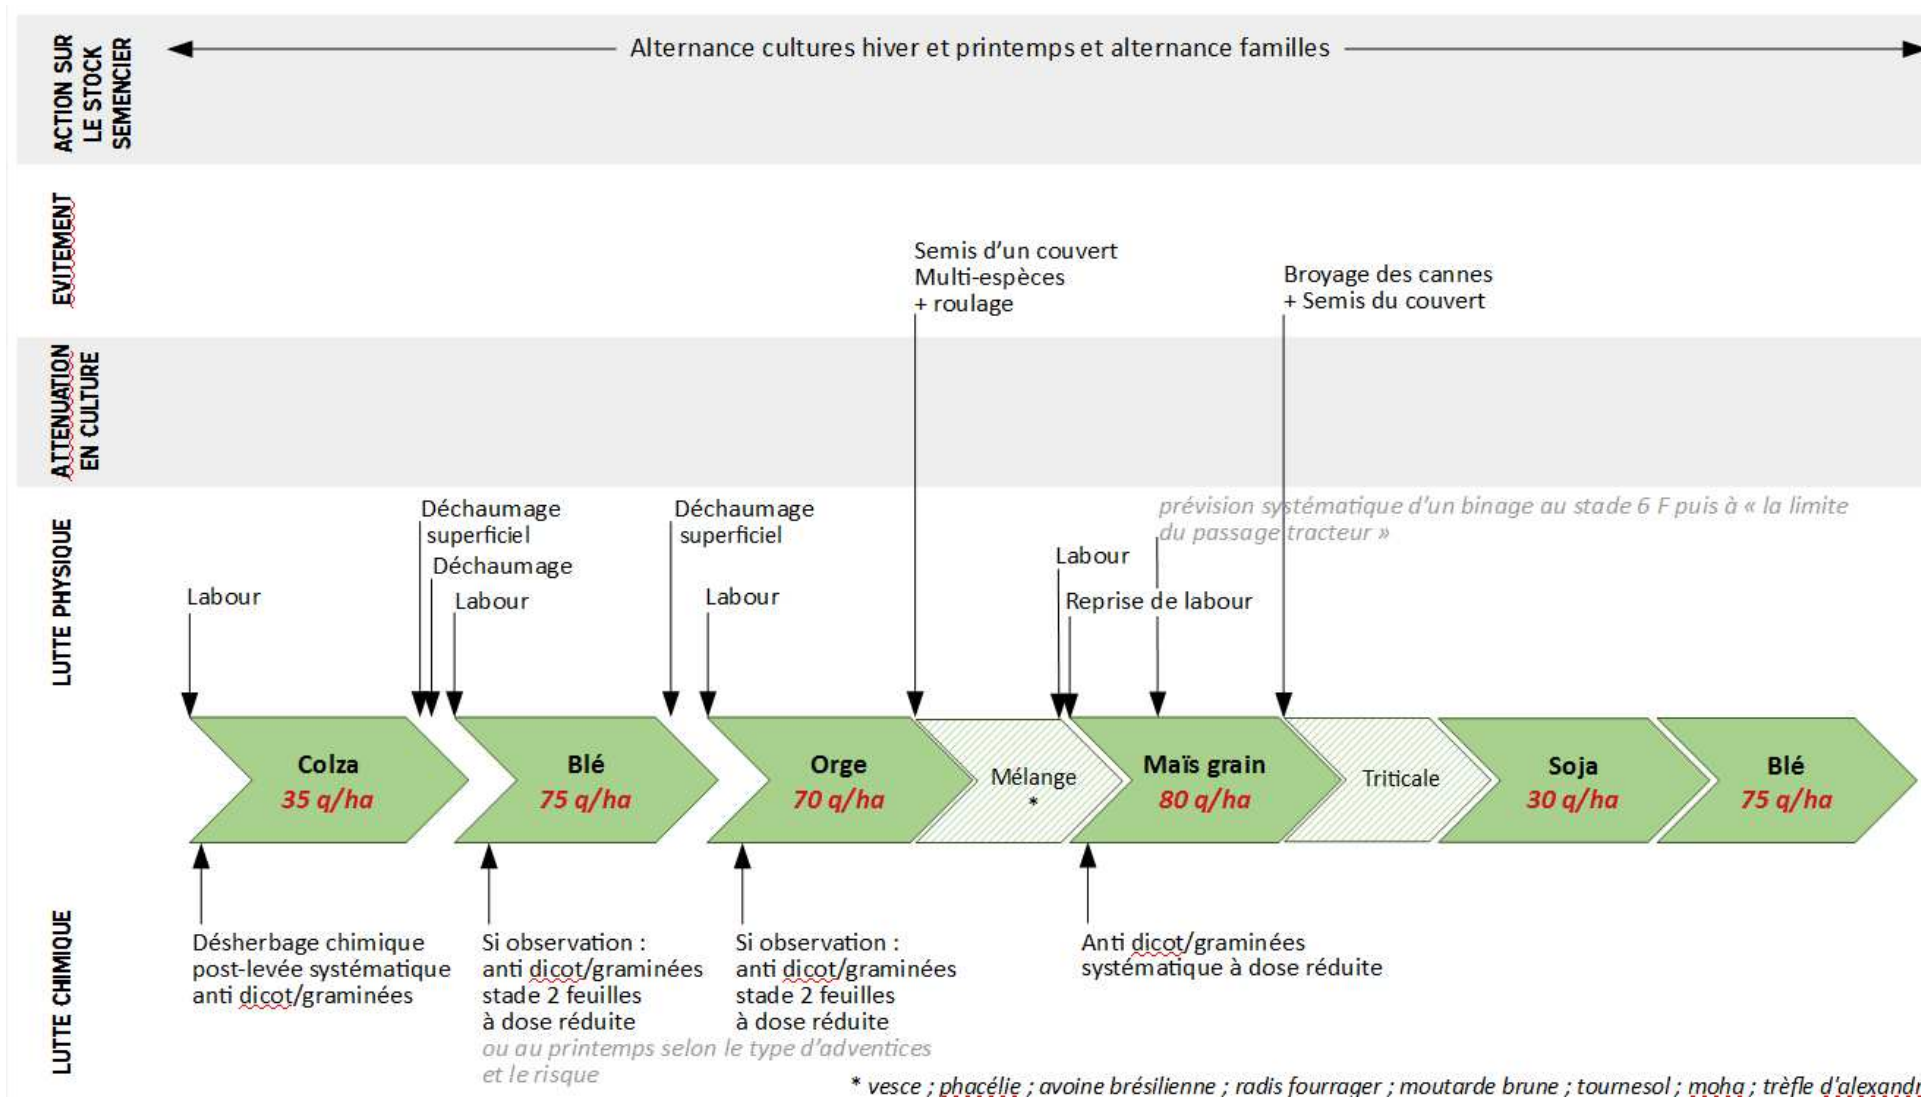 ACTION SUR
LE STOCK
SEMENCIER
Alternance cultures hiver et printemps et alternance familles
EVITEMENT
Semis d'un couvert
Multi-espèces
+ roulage
Broyage des cannes
+ Semis du couvert
ATTENUATION
EN CULTURE
LUTTE PHYSIQUE
Labour
Déchaumage
superficiel
Déchaumage
Labour
Déchaumage
superficiel
Labour
Labour
Reprise de labour
prévision systématique d'un binage au stade 6 F puis à « la limite
du passage tracteur »
Colza
35 q/ha
Blé
75 q/ha
Orge
70 q/ha
Mélange
*
Maïs grain
80 q/ha
Triticale
Soja
30 q/ha
Blé
75 q/ha
LUTTE CHIMIQUE
Désherbage chimique
post-levée systématique
anti dicot/graminées
Si observation :
anti dicot/graminées
stade 2 feuilles
à dose réduite
ou au printemps selon le type d'adventices
et le risque
Si observation :
anti dicot/graminées
stade 2 feuilles
à dose réduite
Anti dicot/graminées
systématique à dose réduite
* vesce ; phacélie ; avoine brésilienne ; radis fourrager ; moutarde brune ; tournesol ; moha ; trèfle d'alexandr